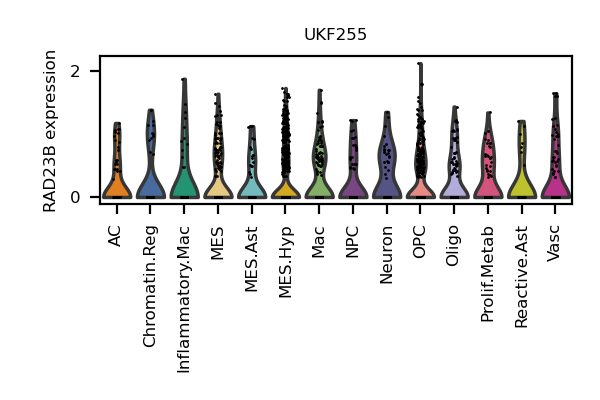 UKF255
RAD23B expression
2
0
AC
Chromatin.Reg
Inflammatory.Mac
MES
MES.Ast
MES.Hyp
Mac
NPC
Neuron
OPC
Oligo
Prolif.Metab
Reactive.Ast
Vasc